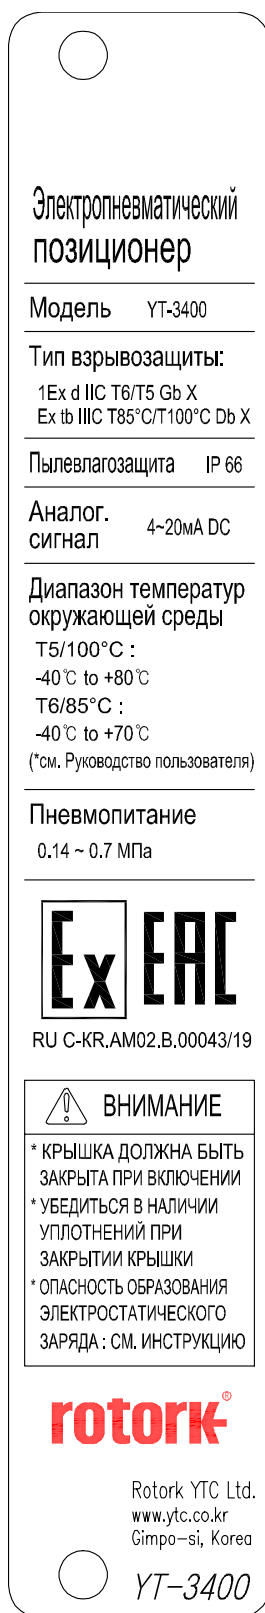 Электропневматический
позиционер
Модель YT-3400
Тип взрывозащиты:
1Ex d IIC T6/T5 Gb X
Ex tb IIIC T85°C/T100°C Db X
Пылевлагозащита IP 66
Аналог.
сигнал 4~20мА DC
Диапазон температур
окружающей среды
T5/100°C :
-40℃ to +80℃
T6/85°C :
-40℃ to +70℃
(*см. Руководство пользователя)
Пневмопитание
0.14 ~ 0.7 МПа
Ex EAC
RU C-KR.AM02.B.00043/19
ВНИМАНИЕ
* КРЫШКА ДОЛЖНА БЫТЬ
ЗАКРЫТА ПРИ ВКЛЮЧЕНИИ
* УБЕДИТЬСЯ В НАЛИЧИИ
УПЛОТНЕНИЙ ПРИ
ЗАКРЫТИИ КРЫШКИ
* ОПАСНОСТЬ ОБРАЗОВАНИЯ
ЭЛЕКТРОСТАТИЧЕСКОГО
ЗАРЯДА : СМ. ИНСТРУКЦИЮ
rotork®
Rotork YTC Ltd.
www.ytc.co.kr
Gimpo-si, Korea
YT-3400